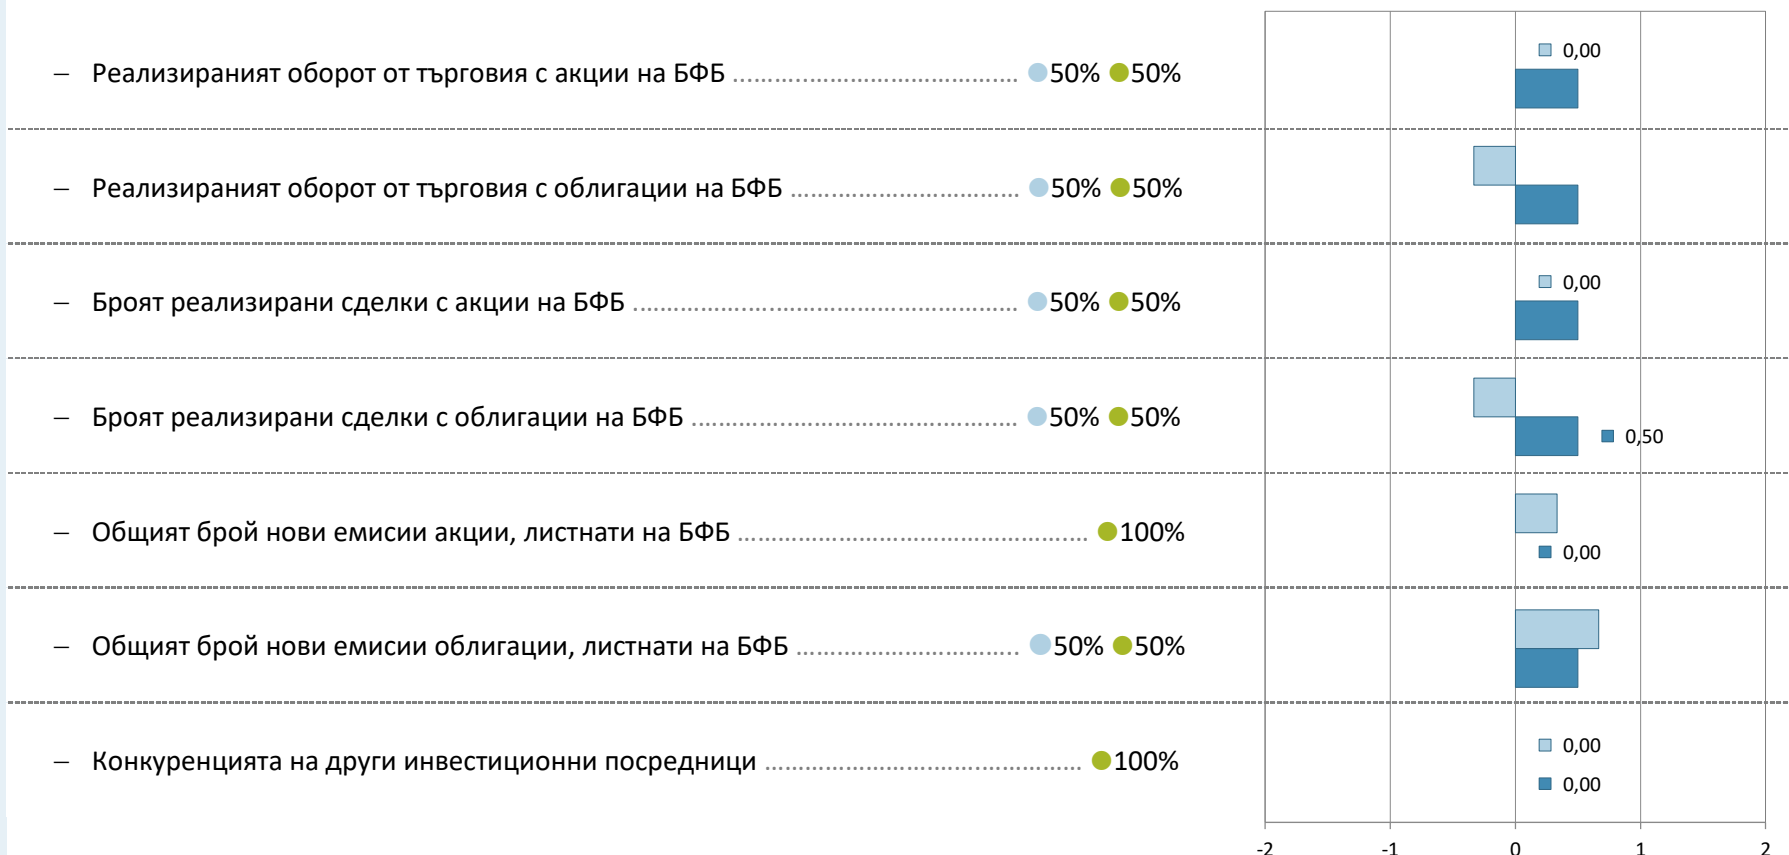 – Реализираният оборот от търговия с акции на БФБ ........................................ 50% 50%
0,00
– Реализираният оборот от търговия с облигации на БФБ ................................ 50% 50%
– Броят реализирани сделки с акции на БФБ ...................................................... 50% 50%
0,00
– Броят реализирани сделки с облигации на БФБ ............................................. 50% 50%
0,50
– Общият брой нови емисии акции, листнати на БФБ .................................................. 100%
0,00
– Общият брой нови емисии облигации, листнати на БФБ ............................... 50% 50%
– Конкуренцията на други инвестиционни посредници ............................................. 100%
0,00
0,00
-2 -1 0 1 2